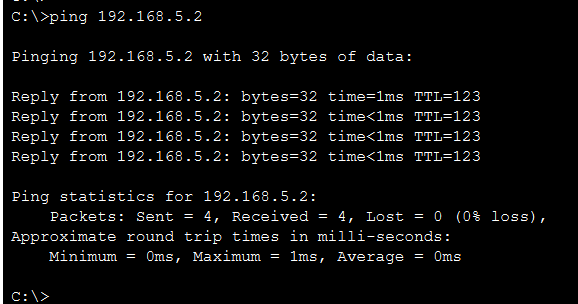 C:\>ping 192.168.5.2
Pinging 192.168.5.2 with 32 bytes of data:
Reply from 192.168.5.2: bytes=32 time=1ms TTL=123
Reply from 192.168.5.2: bytes=32 time<1ms TTL=123
Reply from 192.168.5.2: bytes=32 time<1ms TTL=123
Reply from 192.168.5.2: bytes=32 time<1ms TTL=123
Ping statistics for 192.168.5.2:
Packets: Sent = 4, Received = 4, Lost = 0 (0% loss),
Approximate round trip times in milli-seconds:
Minimum = 0ms, Maximum = 1ms, Average = 0ms
C:\>